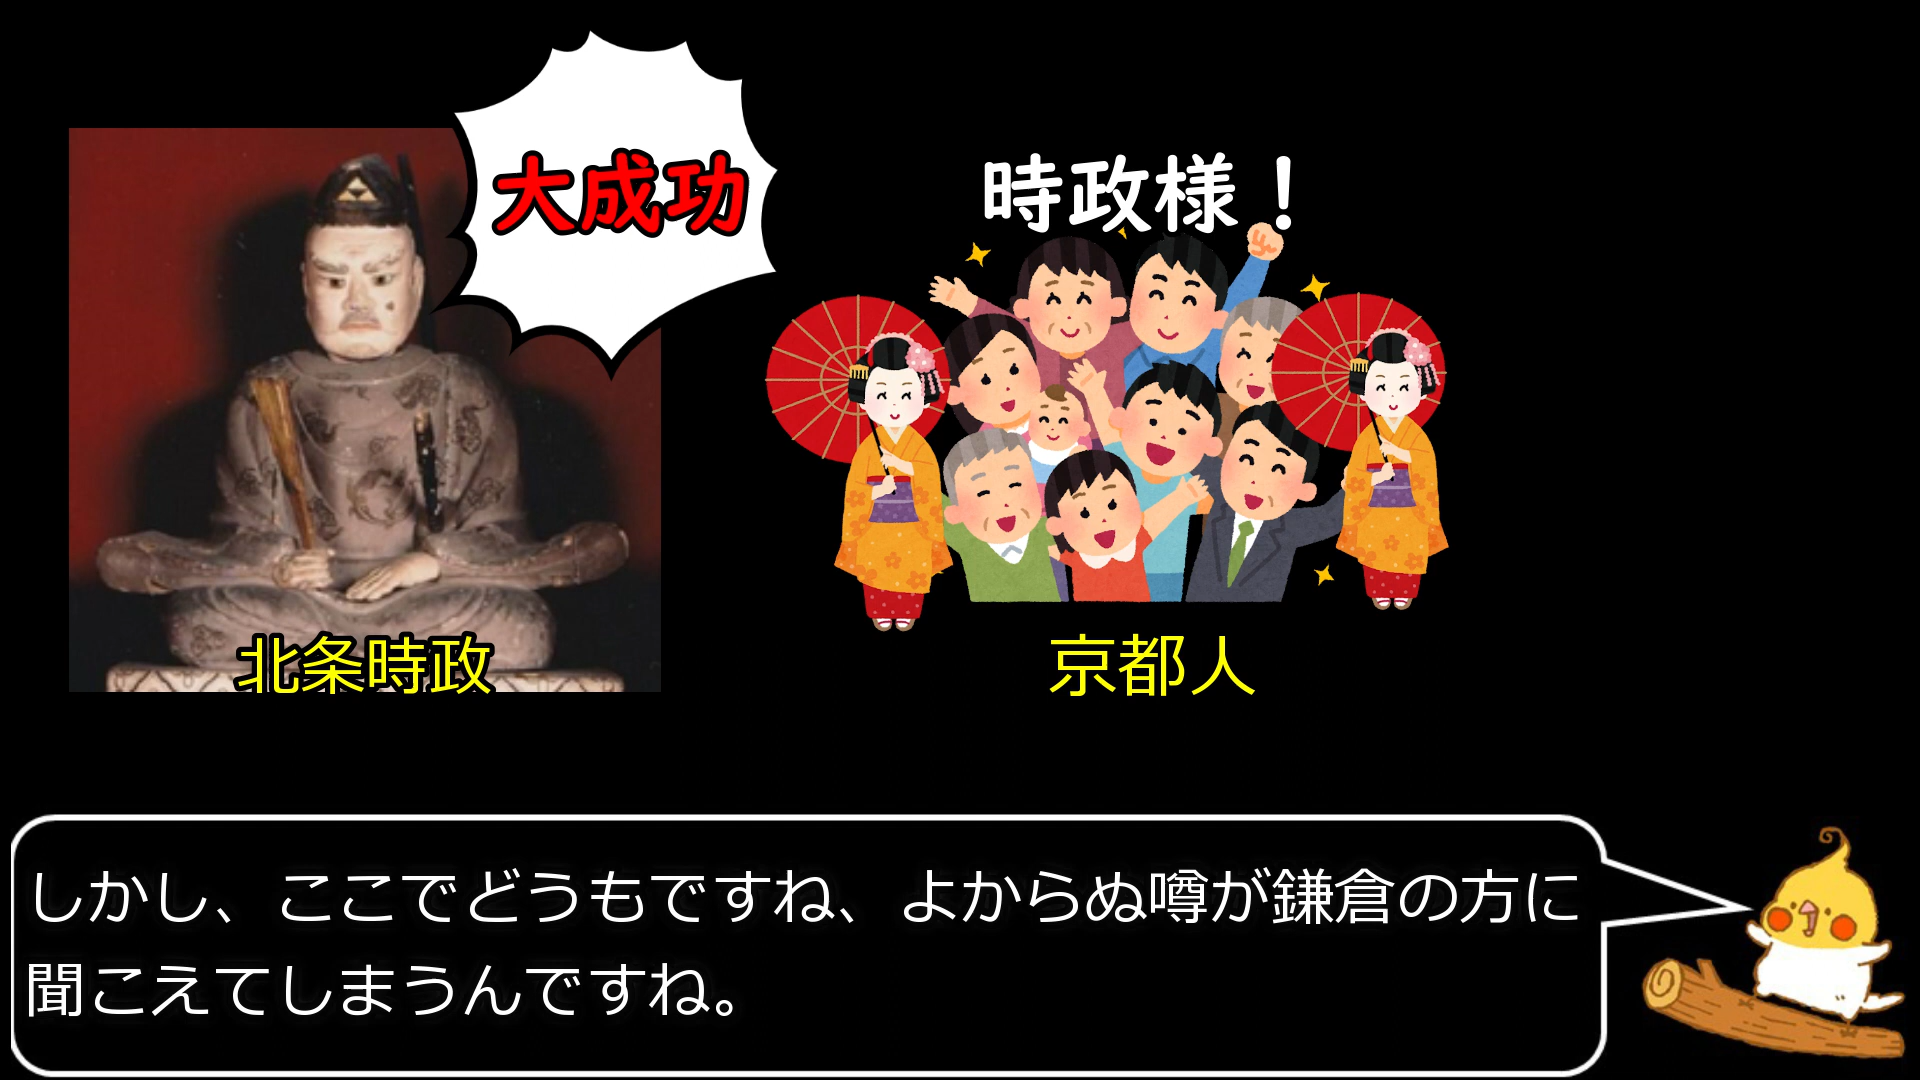 大成功
時政様！
北条時政
京都人
しかし、ここでどうもですね、よからぬ噂が鎌倉の方に
聞こえてしまうんですね。